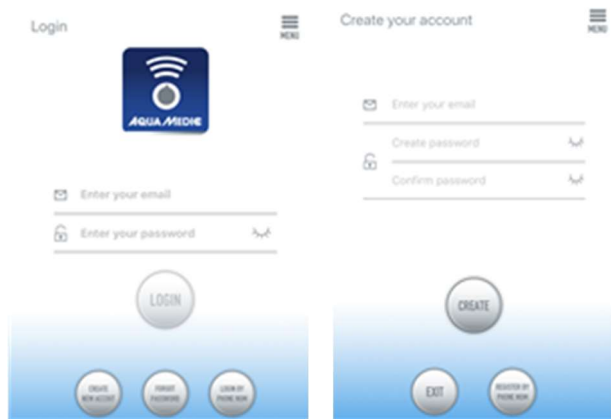 Login
MENU
AQUA MEDIC
Enter your email
Enter your password
LOGIN
CREATE
NEW ACCONT
FORGOT
PASSWORD
LOGIN BY
PHONE NOW
Create your account
MENU
Enter your email
Create password
Confirm password
CREATE
EXIT
REGISTER BY
PHONE NOW